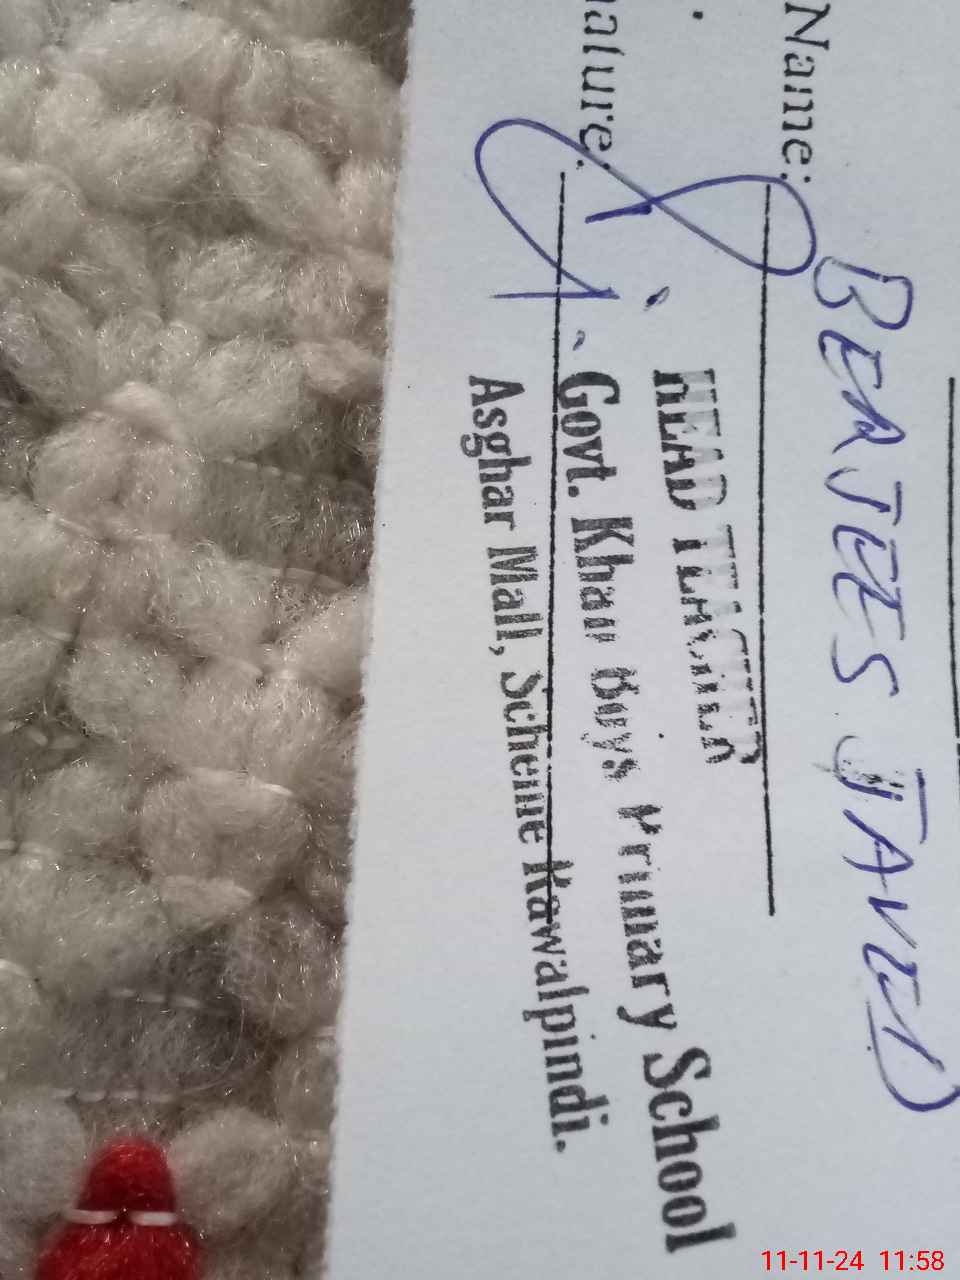 Name: BERJEES JAVED
nature:
HEAD TEACHER
Govt. Khan Boys Primary School
Asghar Mall, Scheme Rawalpindi.
11-11-24 11:58